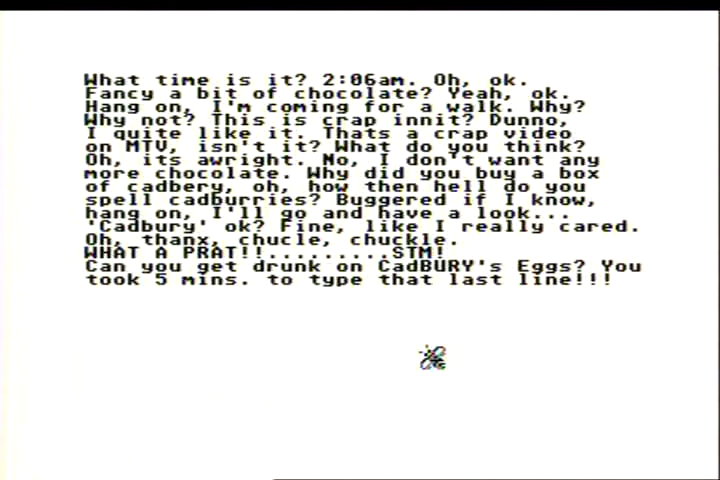 What time is it? 2:06am. Oh, ok.
Fancy a bit of chocolate? Yeah, ok.
Hang on, I'm coming for a walk. Why?
Why not? This is crap innit? Dunno,
I quite like it. Thats a crap video
on MTV, isn't it? What do you think?
Oh, its awright. No, I don't want any
more chocolate. Why did you buy a box
of cadbery, oh, how then hell do you
spell cadburries? Buggered if I know,
hang on, I'll go and have a look...
'Cadbury' ok? Fine, like I really cared.
Oh, thanx, chucle, chuckle.
WHAT A PRAT!!.........STM!
Can you get drunk on CadBURY's Eggs? You
took 5 mins. to type that last line!!!